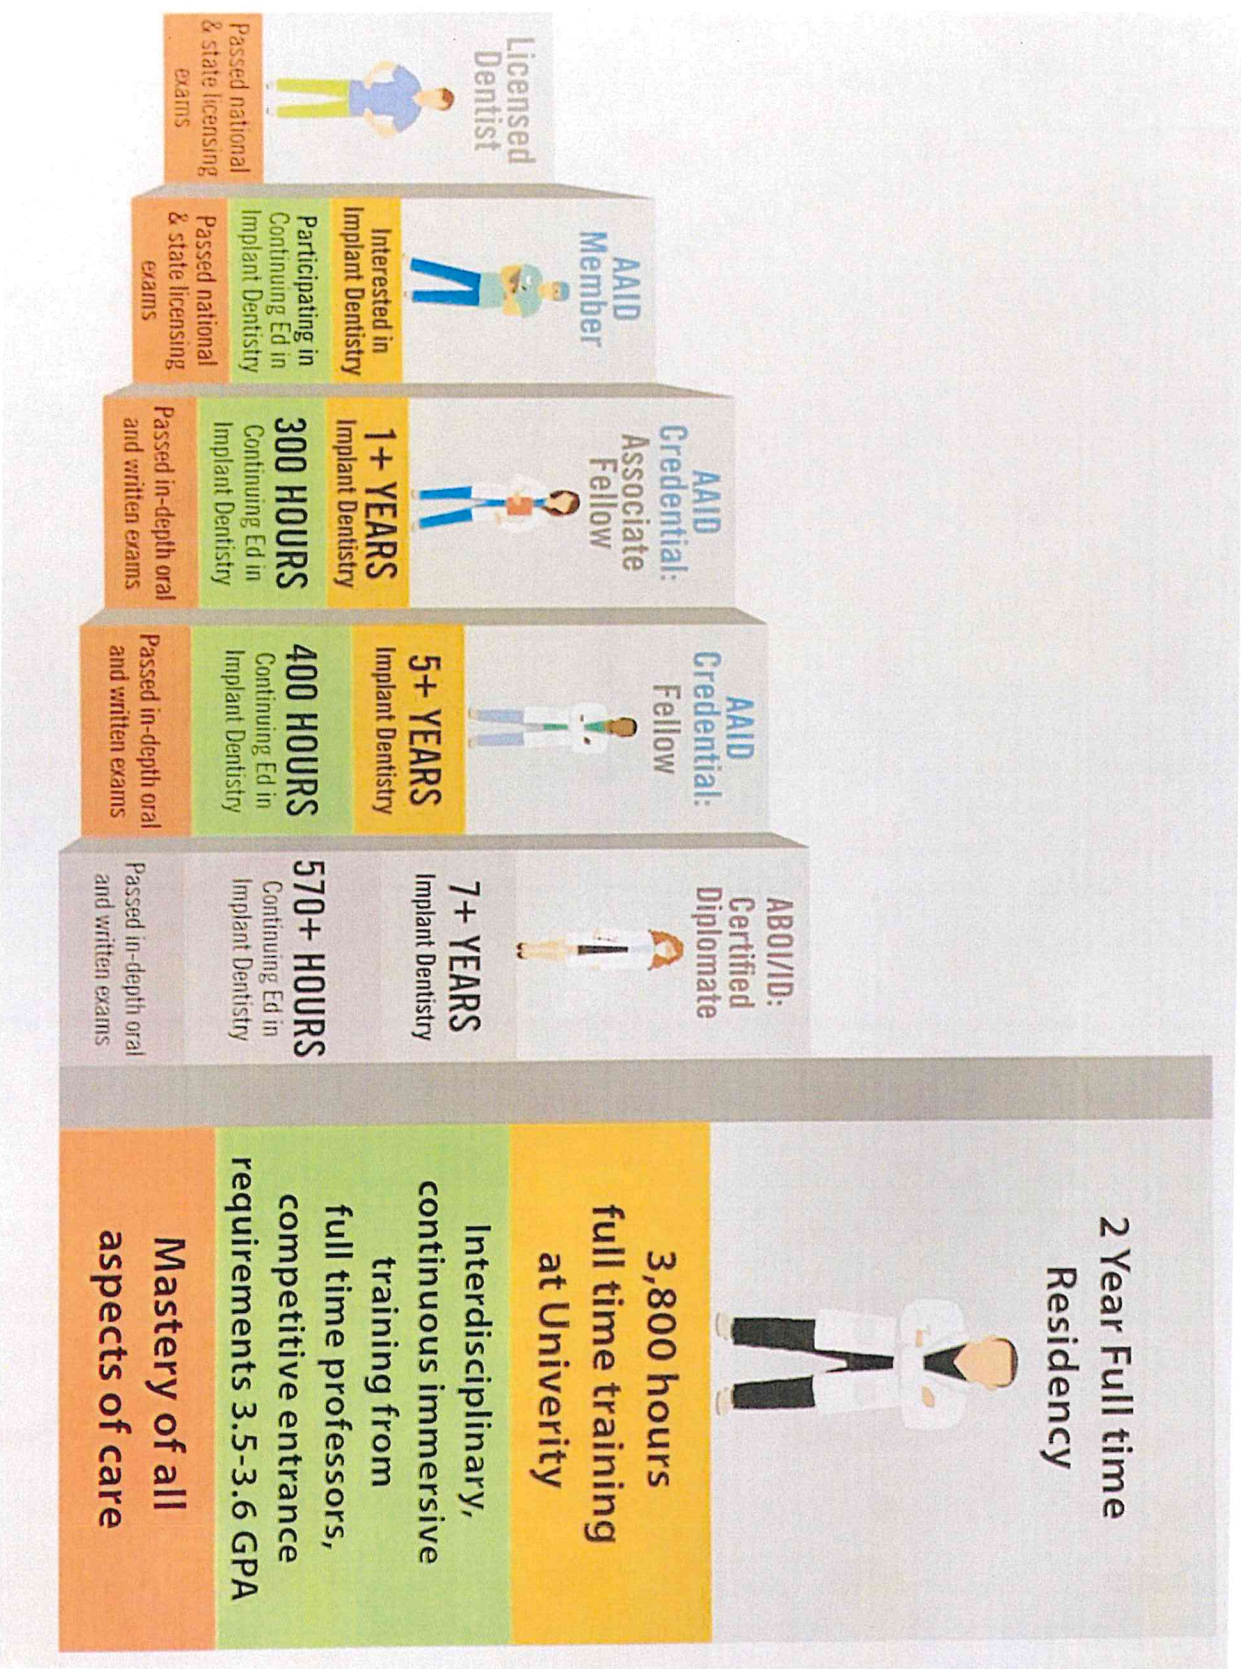 Licensed
Dentist
Passed national
& state licensing
exams
AAID
Member
Interested in
Implant Dentistry
Participating in
Continuing Ed in
Implant Dentistry
Passed national
& state licensing
exams
AAID
Credential:
Associate
Fellow
1+ YEARS
Implant Dentistry
300 HOURS
Continuing Ed in
Implant Dentistry
Passed in-depth oral
and written exams
AAID
Credential:
Fellow
5+ YEARS
Implant Dentistry
400 HOURS
Continuing Ed in
Implant Dentistry
Passed in-depth oral
and written exams
ABOI/ID:
Certified
Diplomate
7+ YEARS
Implant Dentistry
570+ HOURS
Continuing Ed in
Implant Dentistry
Passed in-depth oral
and written exams
2 Year Full time
Residency
3,800 hours
full time training
at Univerity
Interdisciplinary,
continuous immersive
training from
full time professors,
competitive entrance
requirements 3.5-3.6 GPA
Mastery of all
aspects of care